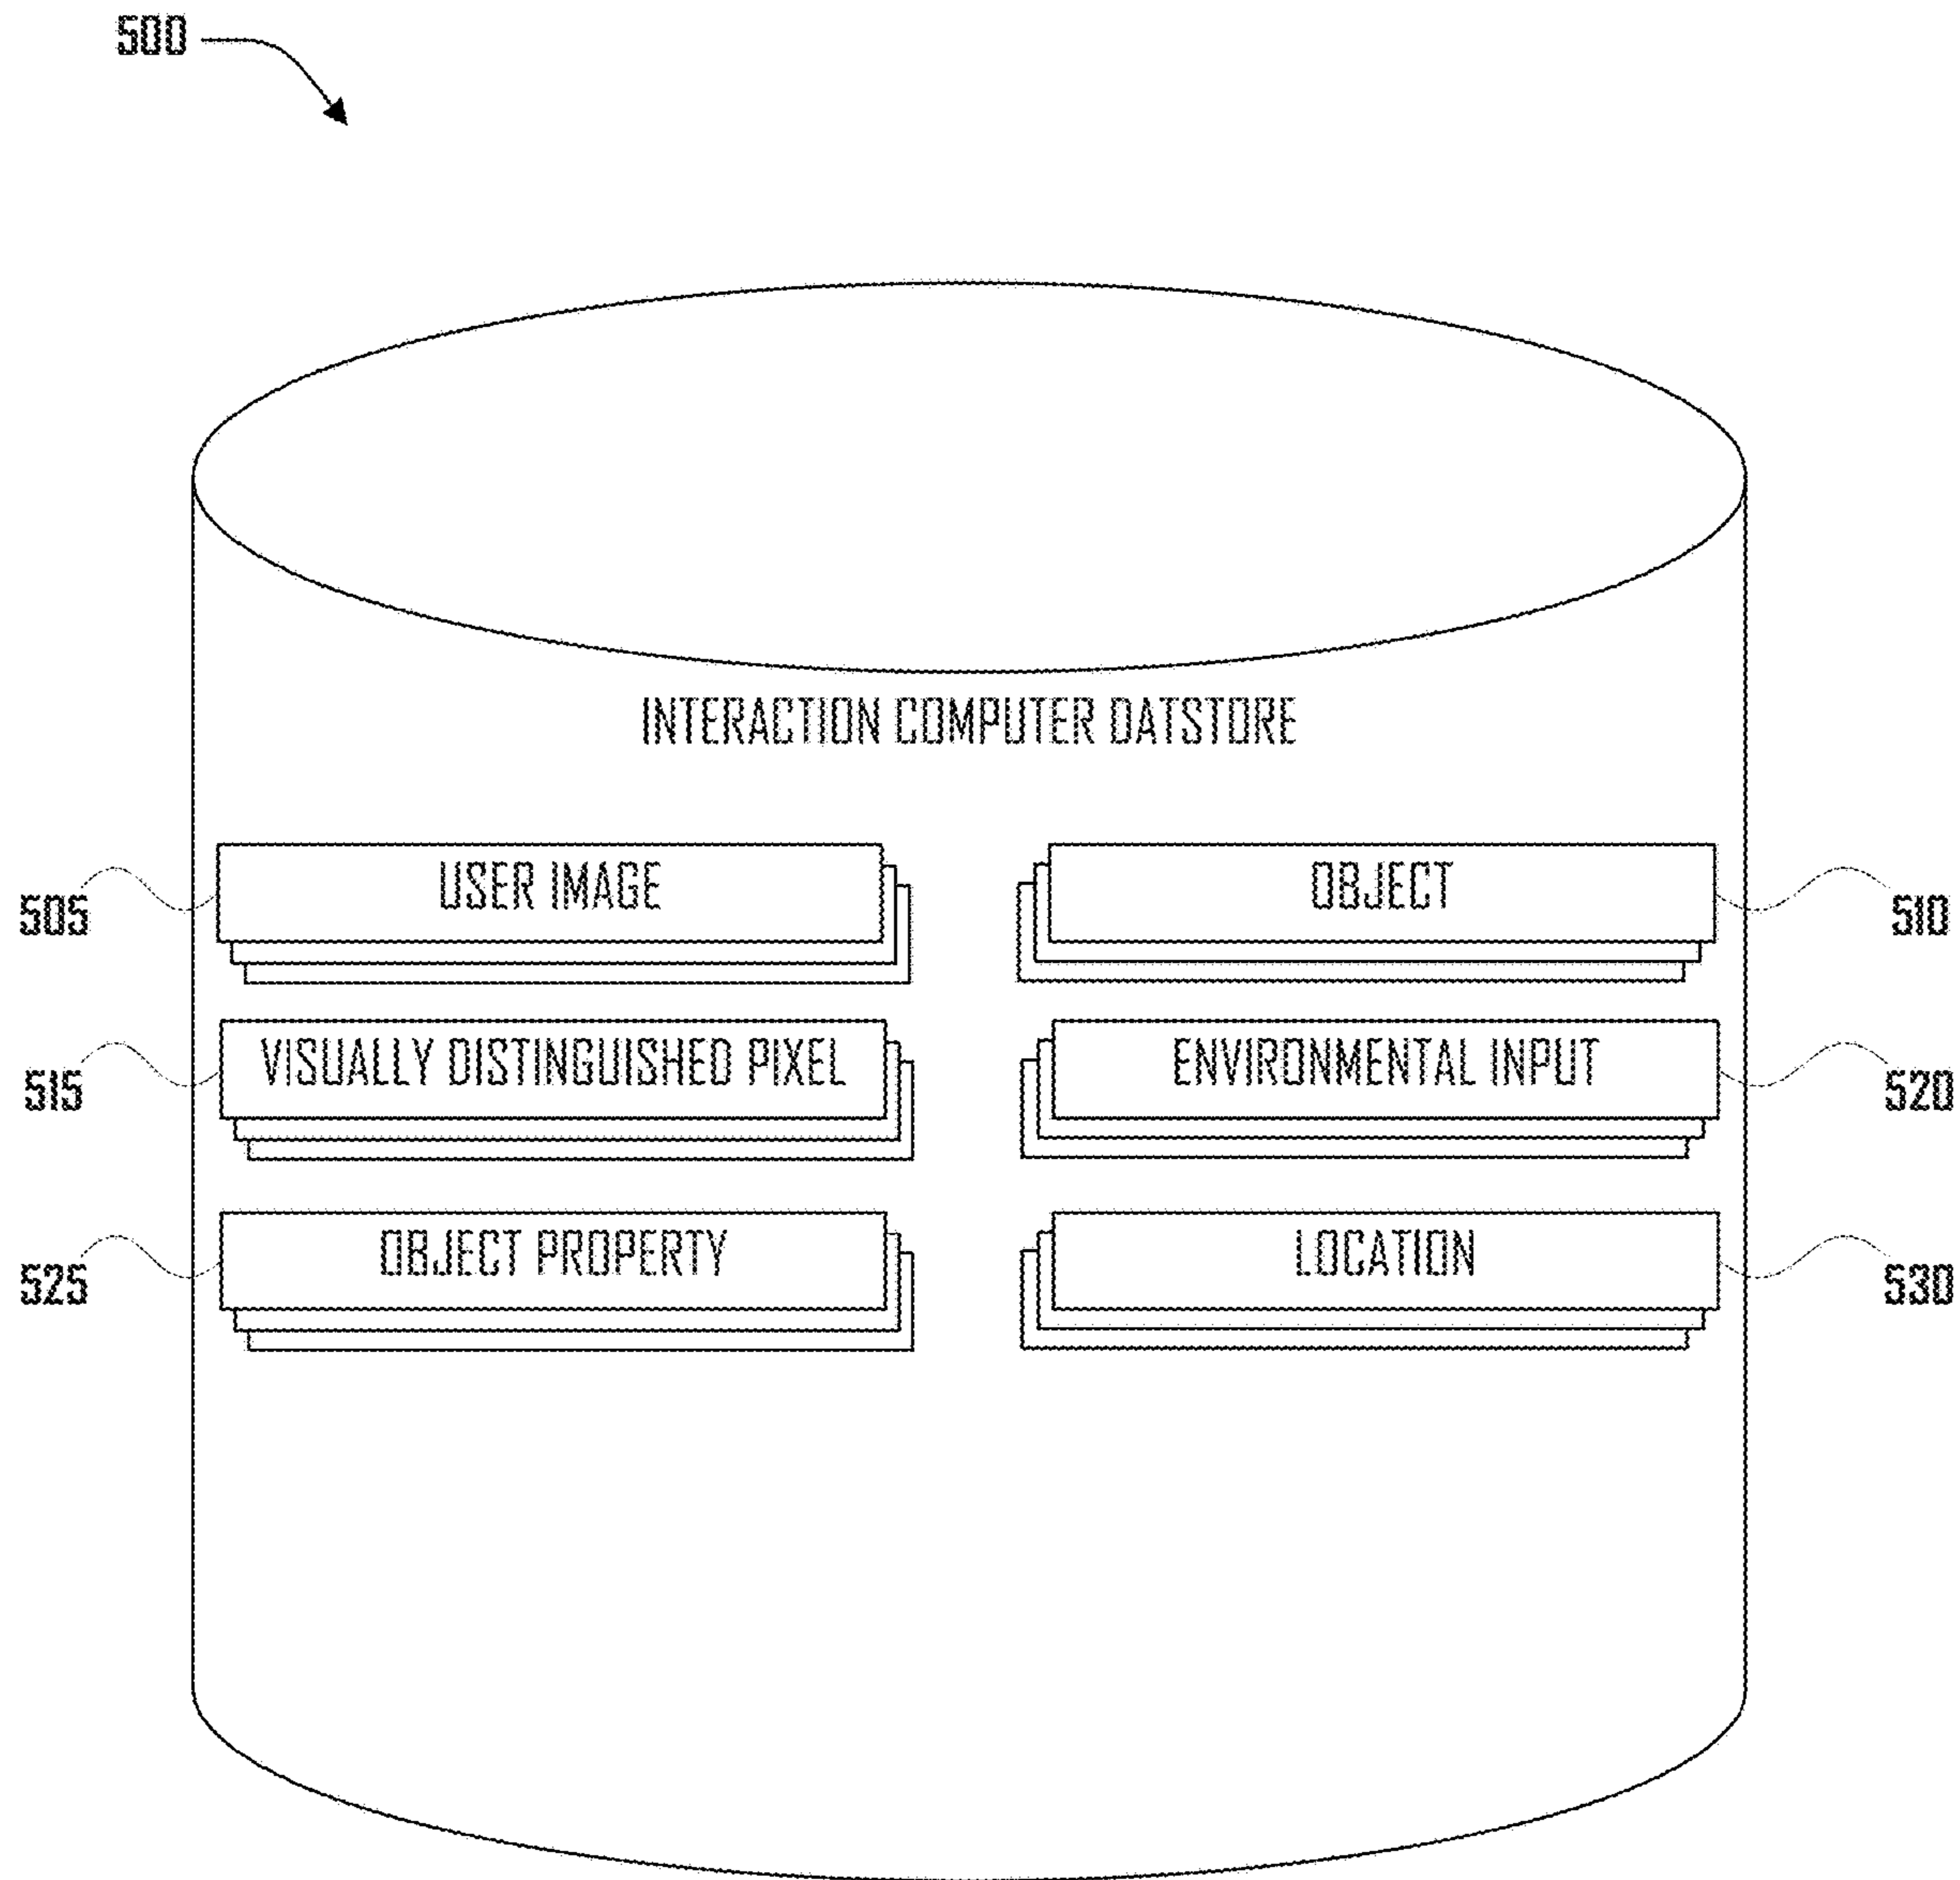 500
INTERACTION COMPUTER DATSTORE
505
USER IMAGE
OBJECT
510
515
VISUALLY DISTINGUISHED PIXEL
ENVIRONMENTAL INPUT
520
525
OBJECT PROPERTY
LOCATION
530